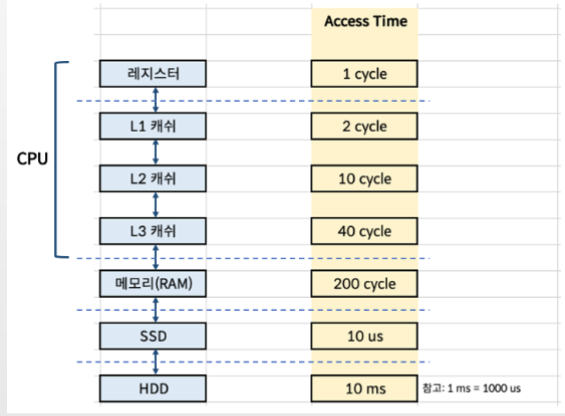 Access Time
레지스터 1 cycle
L1 캐쉬 2 cycle
CPU
L2 캐쉬 10 cycle
L3 캐쉬 40 cycle
메모리(RAM) 200 cycle
SSD 10 us
HDD 10 ms 참고: 1 ms = 1000 us